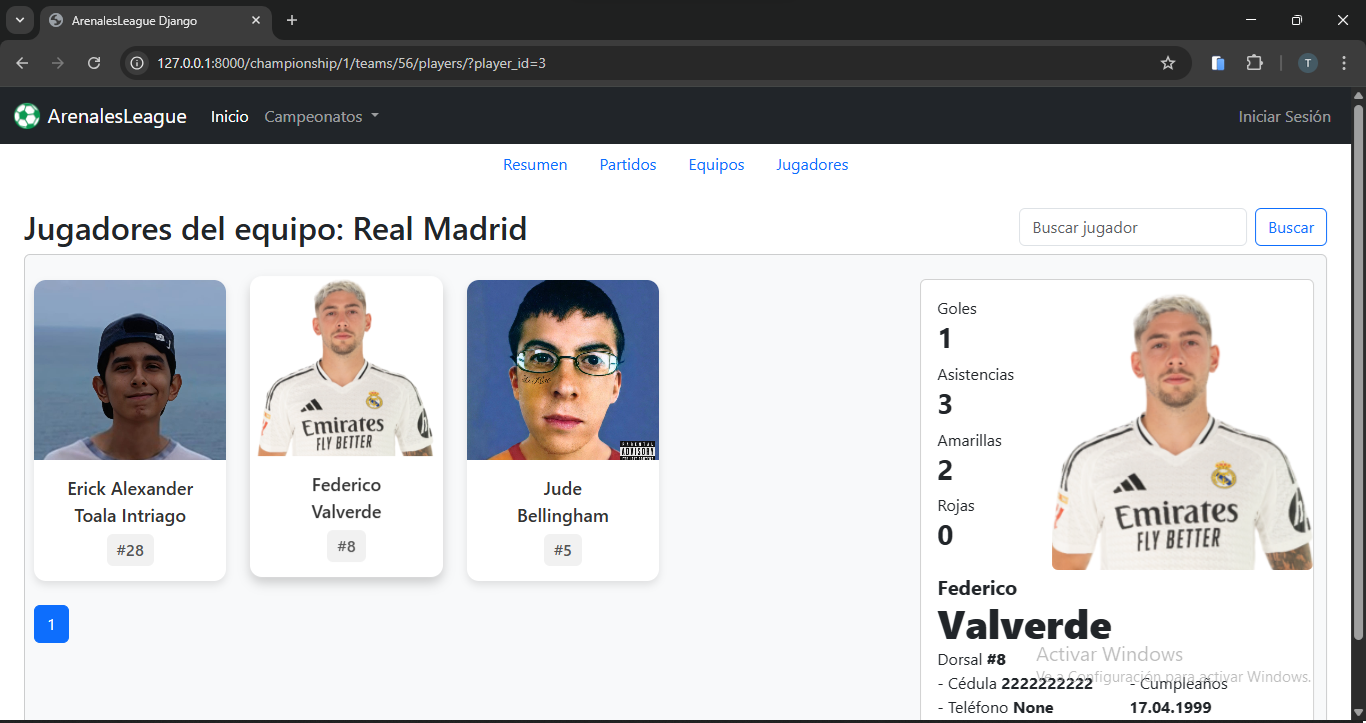 ArenalesLeague Django
127.0.0.1:8000/championship/1/teams/56/players/?player_id=3
T
ArenalesLeague Inicio Campeonatos Iniciar Sesión
Resumen Partidos Equipos Jugadores
Jugadores del equipo: Real Madrid
Buscar jugador Buscar
Emirates
FLY BETTER
PARENTAL
ADVISORY
Erick Alexander
Toala Intriago
#28
Federico
Valverde
#8
Jude
Bellingham
#5
1
Goles
1
Asistencias
3
Amarillas
2
Rojas
0
Emirates
FLY BETTER
Federico
Valverde
Dorsal #8
- Cédula 2222222222
- Teléfono None
- Cumpleaños
17.04.1999
Activar Windows
Ve a Configuración para activar Windows.